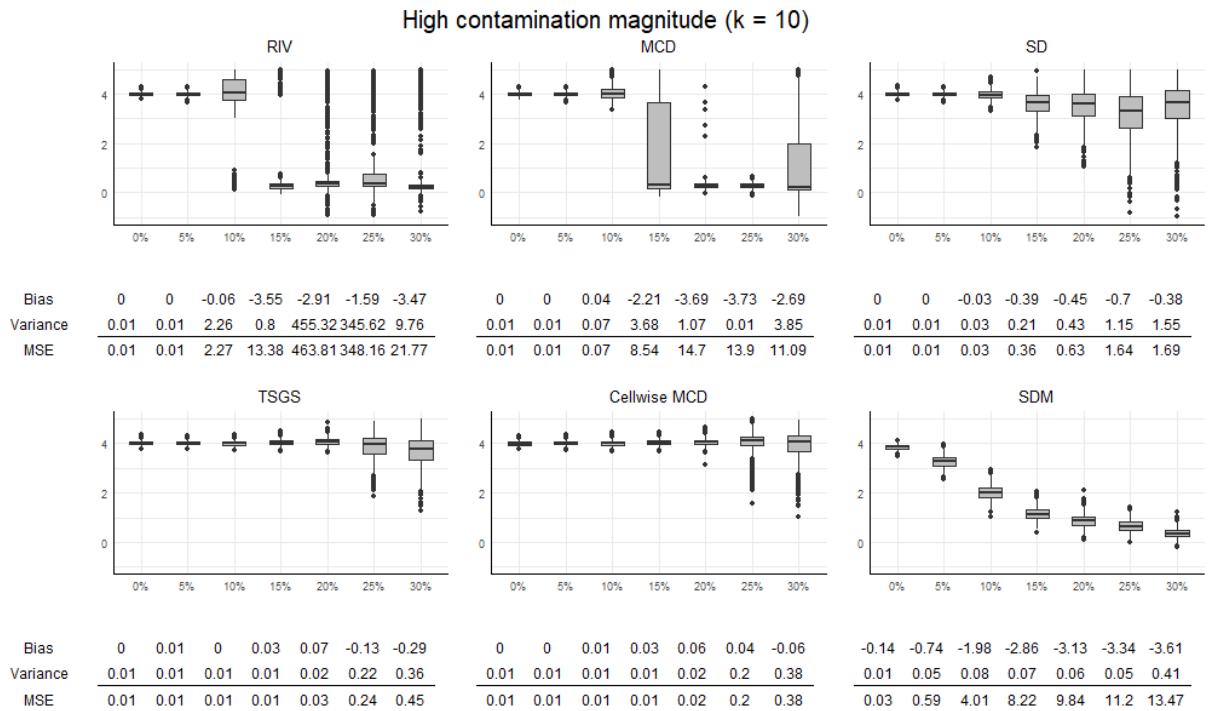 High contamination magnitude (k = 10)
RIV MCD SD
4 4 4
2 2 2
0 0 0
0% 5% 10% 15% 20% 25% 30% 0% 5% 10% 15% 20% 25% 30% 0% 5% 10% 15% 20% 25% 30%
Bias 0 0 -0.06 -3.55 -2.91 -1.59 -3.47 0 0 0.04 -2.21 -3.69 -3.73 -2.69 0 0 -0.03 -0.39 -0.45 -0.7 -0.38
Variance 0.01 0.01 2.26 0.8 455.32 345.62 9.76 0.01 0.01 0.07 3.68 1.07 0.01 3.85 0.01 0.01 0.03 0.21 0.43 1.15 1.55
MSE 0.01 0.01 2.27 13.38 463.81 348.16 21.77 0.01 0.01 0.07 8.54 14.7 13.9 11.09 0.01 0.01 0.03 0.36 0.63 1.64 1.69
TSGS Cellwise MCD SDM
4 4 4
2 2 2
0 0 0
0% 5% 10% 15% 20% 25% 30% 0% 5% 10% 15% 20% 25% 30% 0% 5% 10% 15% 20% 25% 30%
Bias 0 0.01 0 0.03 0.07 -0.13 -0.29 0 0 0.01 0.03 0.06 0.04 -0.06 -0.14 -0.74 -1.98 -2.86 -3.13 -3.34 -3.61
Variance 0.01 0.01 0.01 0.01 0.02 0.22 0.36 0.01 0.01 0.01 0.01 0.02 0.2 0.38 0.01 0.05 0.08 0.07 0.06 0.05 0.41
MSE 0.01 0.01 0.01 0.01 0.03 0.24 0.45 0.01 0.01 0.01 0.01 0.02 0.2 0.38 0.03 0.59 4.01 8.22 9.84 11.2 13.47